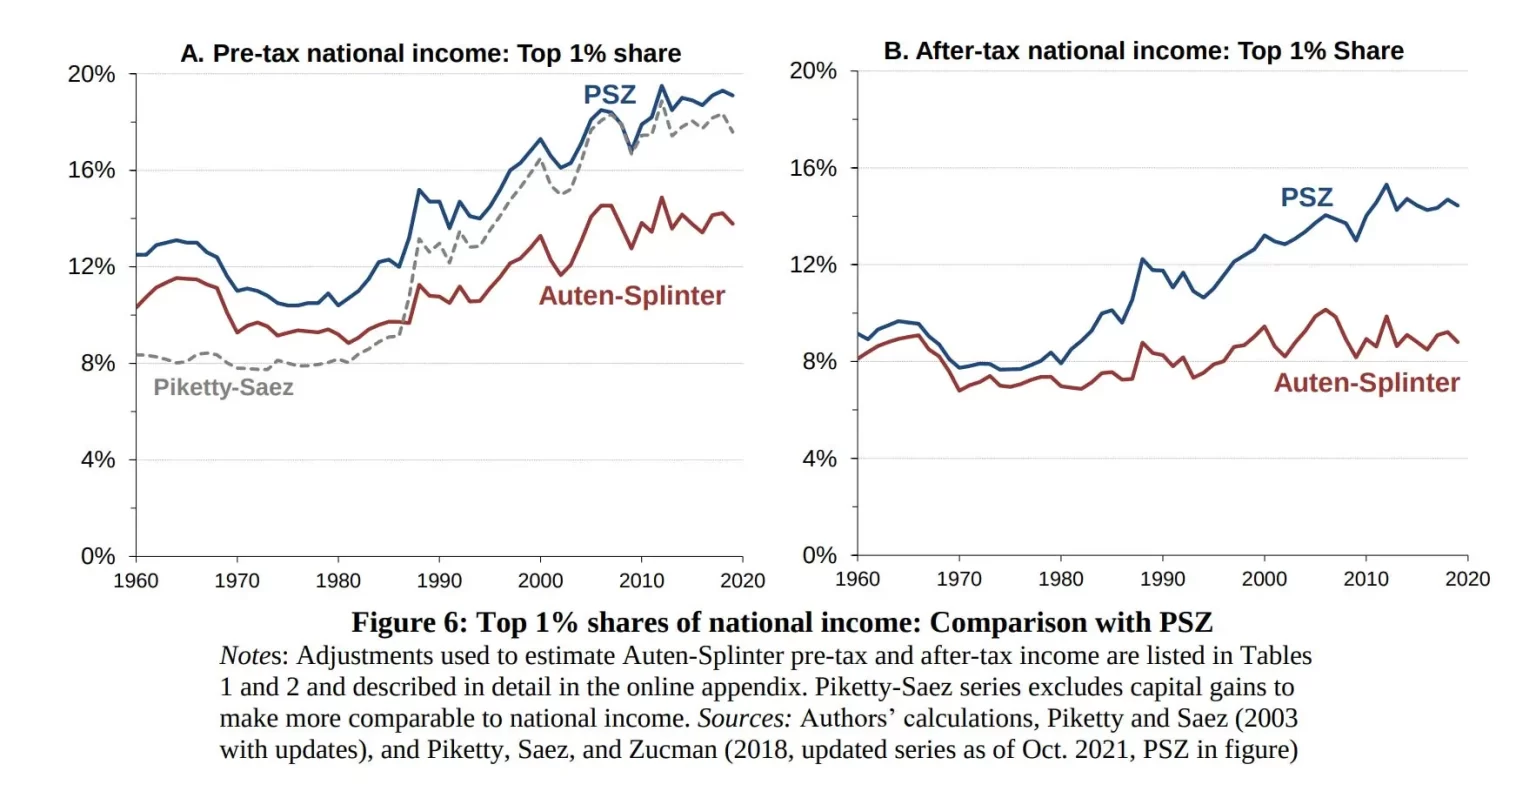 A. Pre-tax national income: Top 1% share
20%
16%
12%
8%
4%
0%
PSZ
Auten-Splinter
Piketty-Saez
1960 1970 1980 1990 2000 2010 2020
B. After-tax national income: Top 1% Share
20%
16%
12%
8%
4%
0%
PSZ
Auten-Splinter
1960 1970 1980 1990 2000 2010 2020
Figure 6: Top 1% shares of national income: Comparison with PSZ
Notes: Adjustments used to estimate Auten-Splinter pre-tax and after-tax income are listed in Tables
1 and 2 and described in detail in the online appendix. Piketty-Saez series excludes capital gains to
make more comparable to national income. Sources: Authors’ calculations, Piketty and Saez (2003
with updates), and Piketty, Saez, and Zucman (2018, updated series as of Oct. 2021, PSZ in figure)